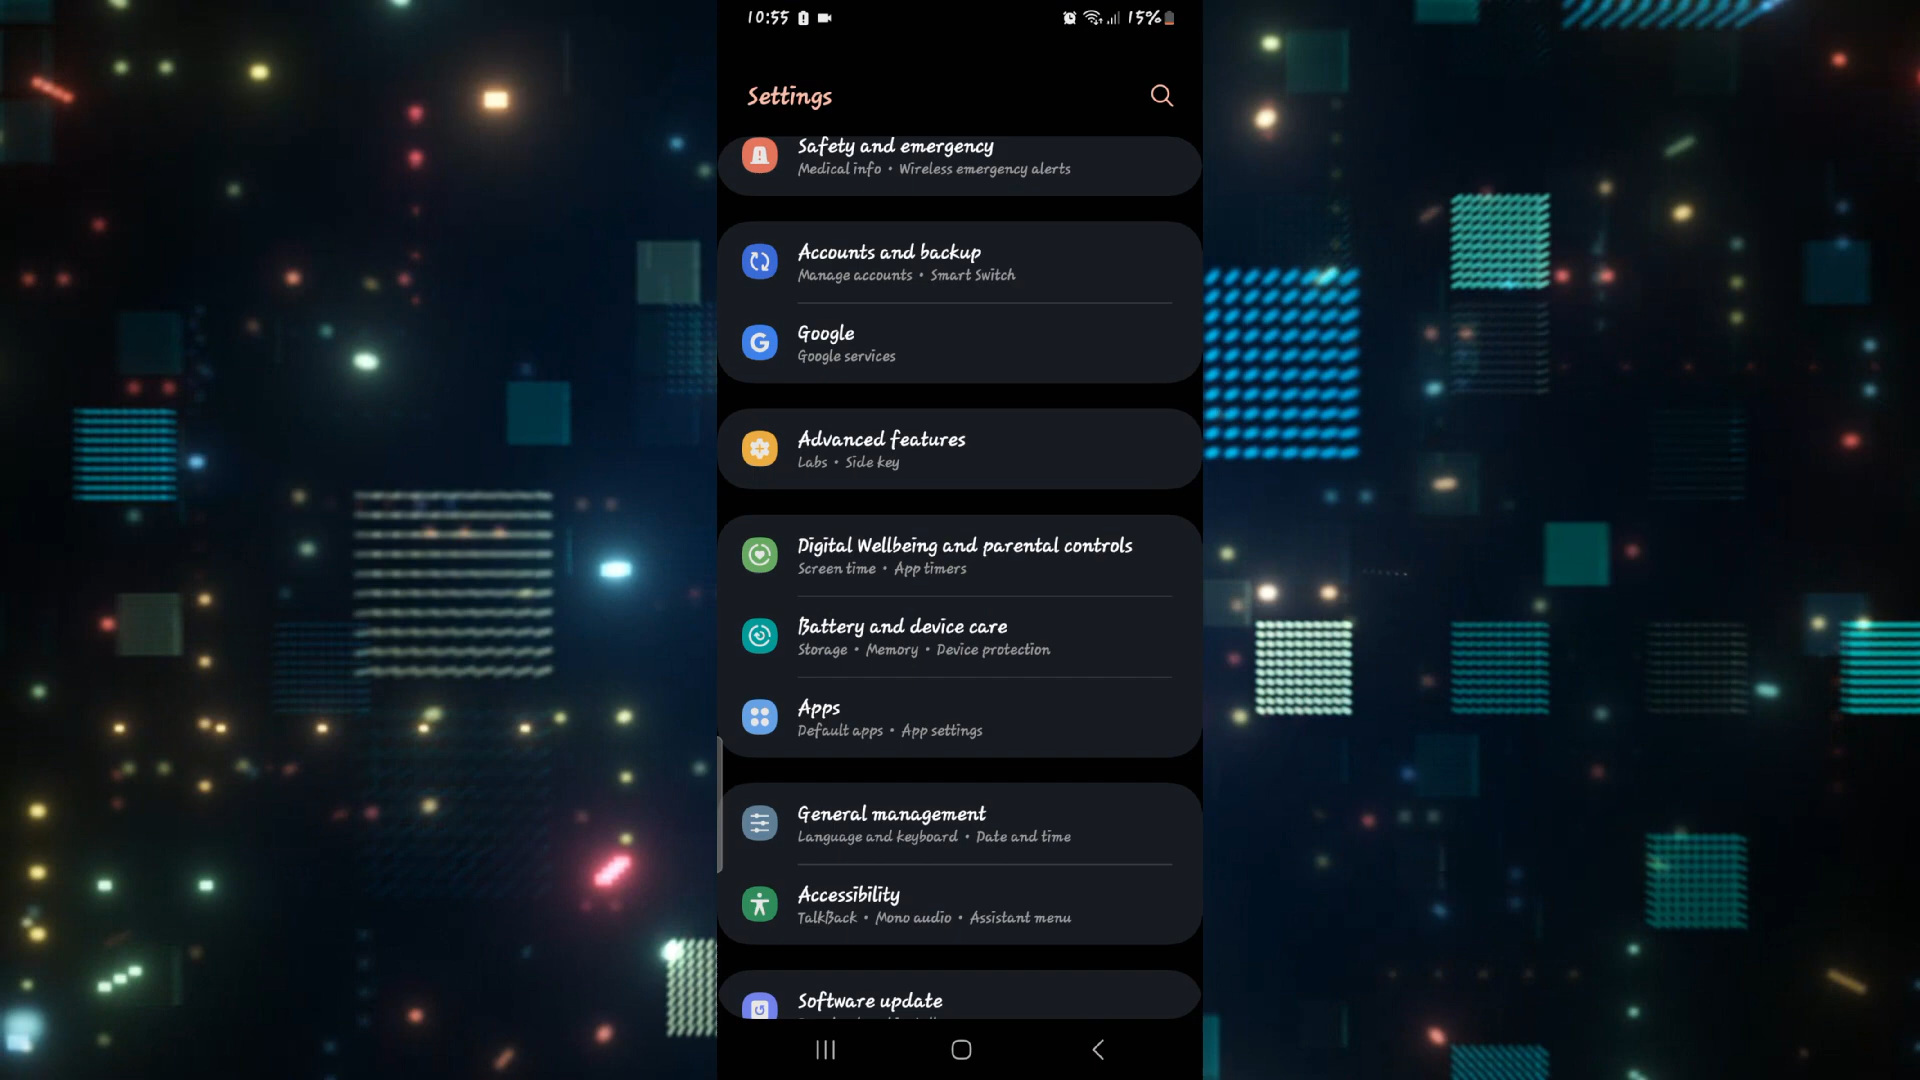 10:55
15%
Settings
Safety and emergency
Medical info • Wireless emergency alerts
Accounts and backup
Manage accounts • Smart Switch
Google
Google services
Advanced features
Labs • Side key
Digital Wellbeing and parental controls
Screen time • App timers
Battery and device care
Storage • Memory • Device protection
Apps
Default apps • App settings
General management
Language and keyboard • Date and time
Accessibility
TalkBack • Mono audio • Assistant menu
Software update